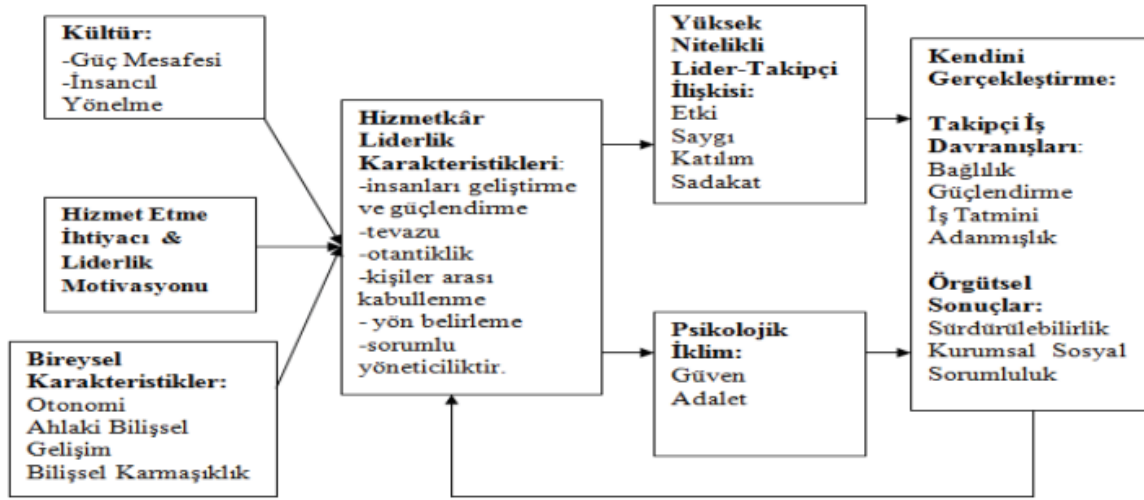 Kültür:
-Güç Mesafesi
-İnsancıl
Yönelme
Hizmet Etme
İhtiyacı &
Liderlik
Motivasyonu
Bireysel
Karakteristikler:
Otonomi
Ahlaki Bilişsel
Gelişim
Bilişsel Karmaşıklık
Hizmetkâr
Liderlik
Karakteristikleri:
-insanları geliştirme
ve güçlendirme
-tevazu
-otantiklik
-kişiler arası
kabullenme
- yön belirleme
-sorumlu
yöneticiliktir.
Yüksek
Nitelikli
Lider-Takipçi
İlişkisi:
Etki
Saygı
Katılım
Sadakat
Psikolojik
İklim:
Güven
Adalet
Kendini
Gerçekleştirme:
Takipçi İş
Davranışları:
Bağlılık
Güçlendirme
İş Tatmini
Adanmışlık
Örgütsel
Sonuçlar:
Sürdürülebilirlik
Kurumsal Sosyal
Sorumluluk